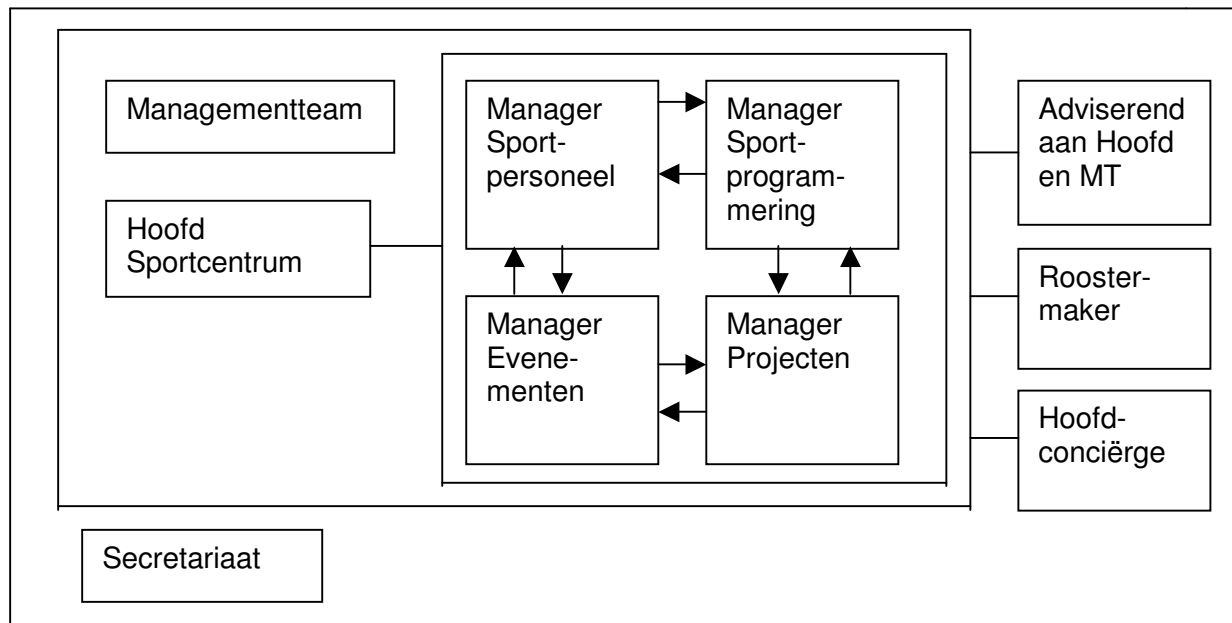 Managementteam
Hoofd
Sportcentrum
Manager
Sport-
personeel
Manager
Sport-
program-
mering
Manager
Evene-
menten
Manager
Projecten
Adviserend
aan Hoofd
en MT
Rooster-
maker
Hoofd-
conciërge
Secretariaat